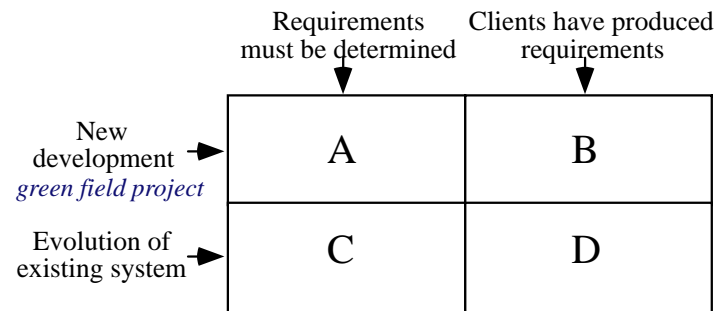 Requirements
must be determined
Clients have produced
requirements
New
development
green field project
A
B
Evolution of
existing system
C
D